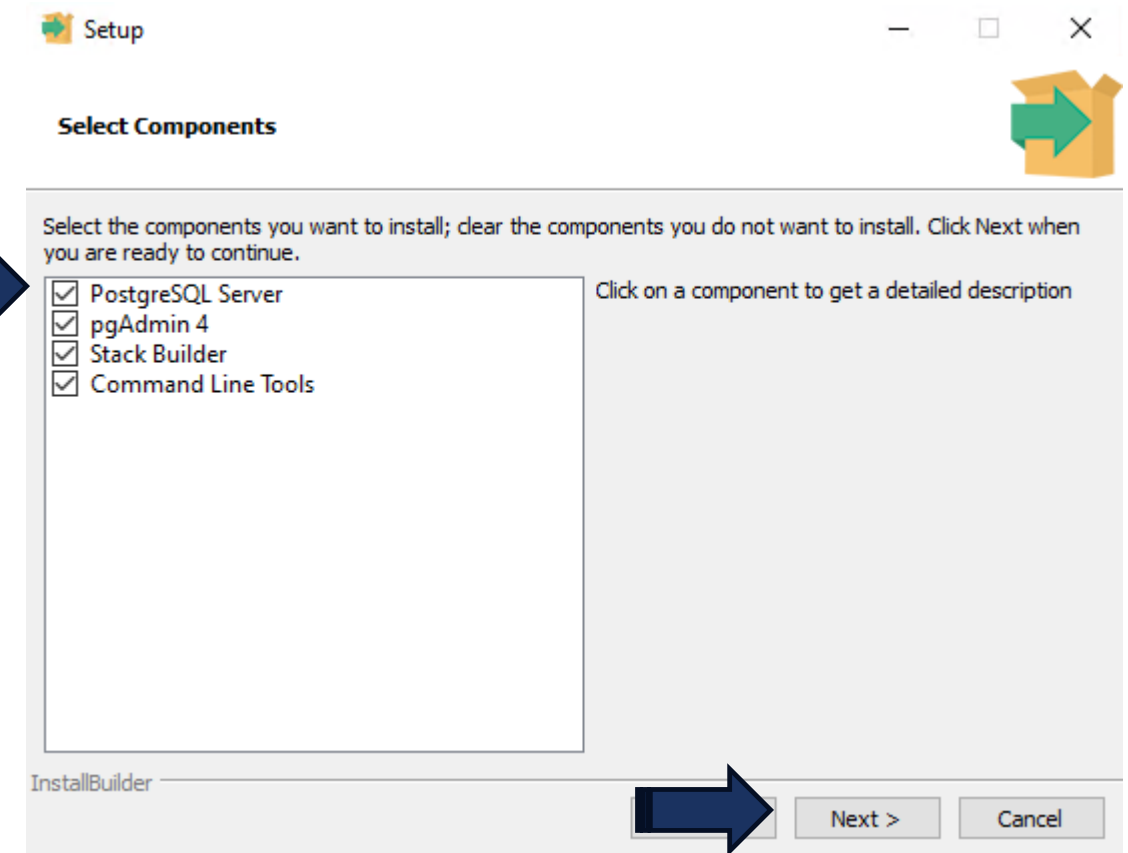 Setup
Select Components
Select the components you want to install; clear the components you do not want to install. Click Next when
you are ready to continue.
PostgreSQL Server
Click on a component to get a detailed description
pgAdmin 4
Stack Builder
Command Line Tools
InstallBuilder
Next >
Cancel